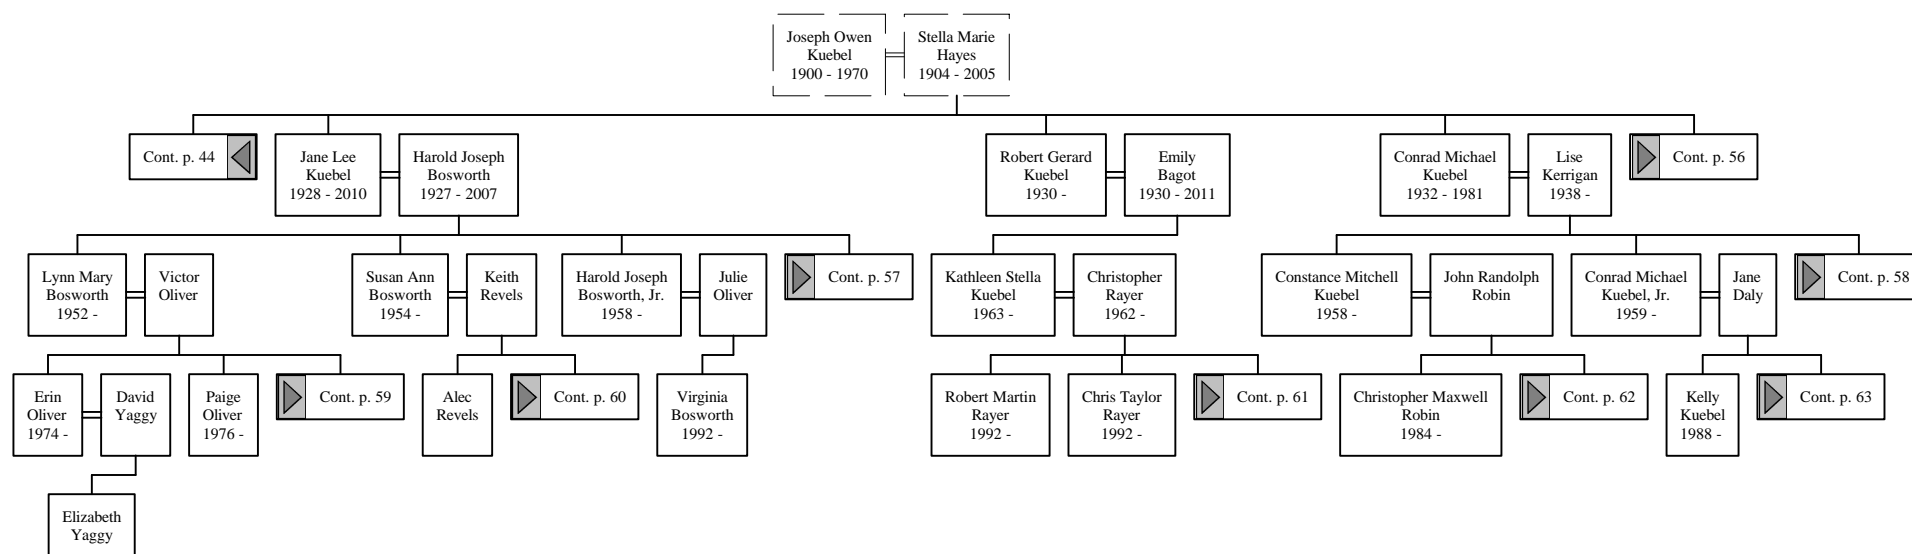 Joseph Owen
Kuebel
1900 - 1970
Stella Marie
Hayes
1904 - 2005
Cont. p. 44
Jane Lee
Kuebel
1928 - 2010
Harold Joseph
Bosworth
1927 - 2007
Robert Gerard
Kuebel
1930 -
Emily
Bagot
1930 - 2011
Conrad Michael
Kuebel
1932 - 1981
Lise
Kerrigan
1938 -
Cont. p. 56
Lynn Mary
Bosworth
1952 -
Victor
Oliver
Susan Ann
Bosworth
1954 -
Keith
Revels
Harold Joseph
Bosworth, Jr.
1958 -
Julie
Oliver
Cont. p. 57
Kathleen Stella
Kuebel
1963 -
Christopher
Rayer
1962 -
Constance Mitchell
Kuebel
1958 -
John Randolph
Robin
Conrad Michael
Kuebel, Jr.
1959 -
Jane
Daly
Cont. p. 58
Erin
Oliver
1974 -
David
Yaggy
Paige
Oliver
1976 -
Cont. p. 59
Alec
Revels
Cont. p. 60
Virginia
Bosworth
1992 -
Robert Martin
Rayer
1992 -
Chris Taylor
Rayer
1992 -
Cont. p. 61
Christopher Maxwell
Robin
1984 -
Cont. p. 62
Kelly
Kuebel
1988 -
Cont. p. 63
Elizabeth
Yaggy